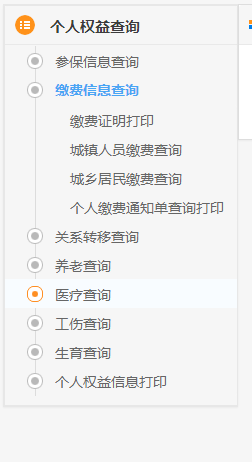 个人权益查询
参保信息查询
缴费信息查询
缴费证明打印
城镇人员缴费查询
城乡居民缴费查询
个人缴费通知单查询打印
关系转移查询
养老查询
医疗查询
工伤查询
生育查询
个人权益信息打印